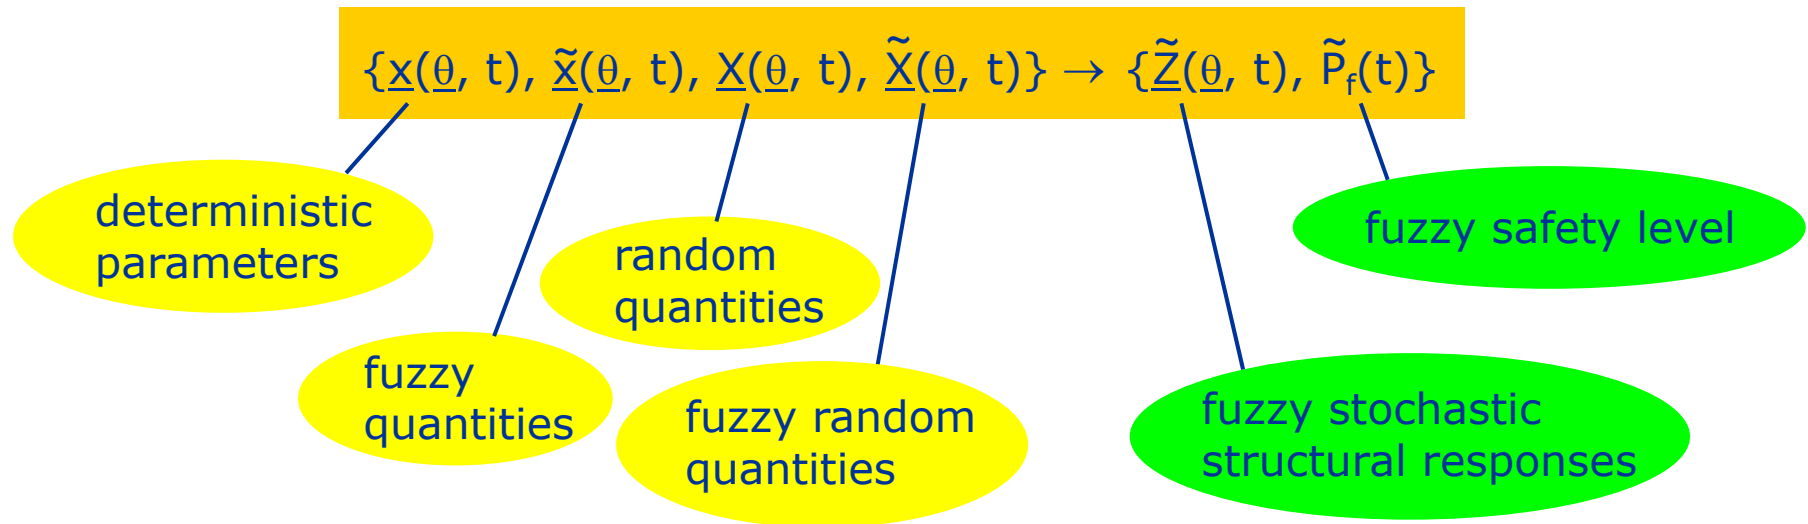 {x̲(θ̲, t), x̲̃(θ̲, t), X̲(θ̲, t), X̲̃(θ̲, t)} → {Z̲̃(θ̲, t), P̃f(t)}
deterministic
parameters
fuzzy
quantities
random
quantities
fuzzy random
quantities
fuzzy stochastic
structural responses
fuzzy safety level